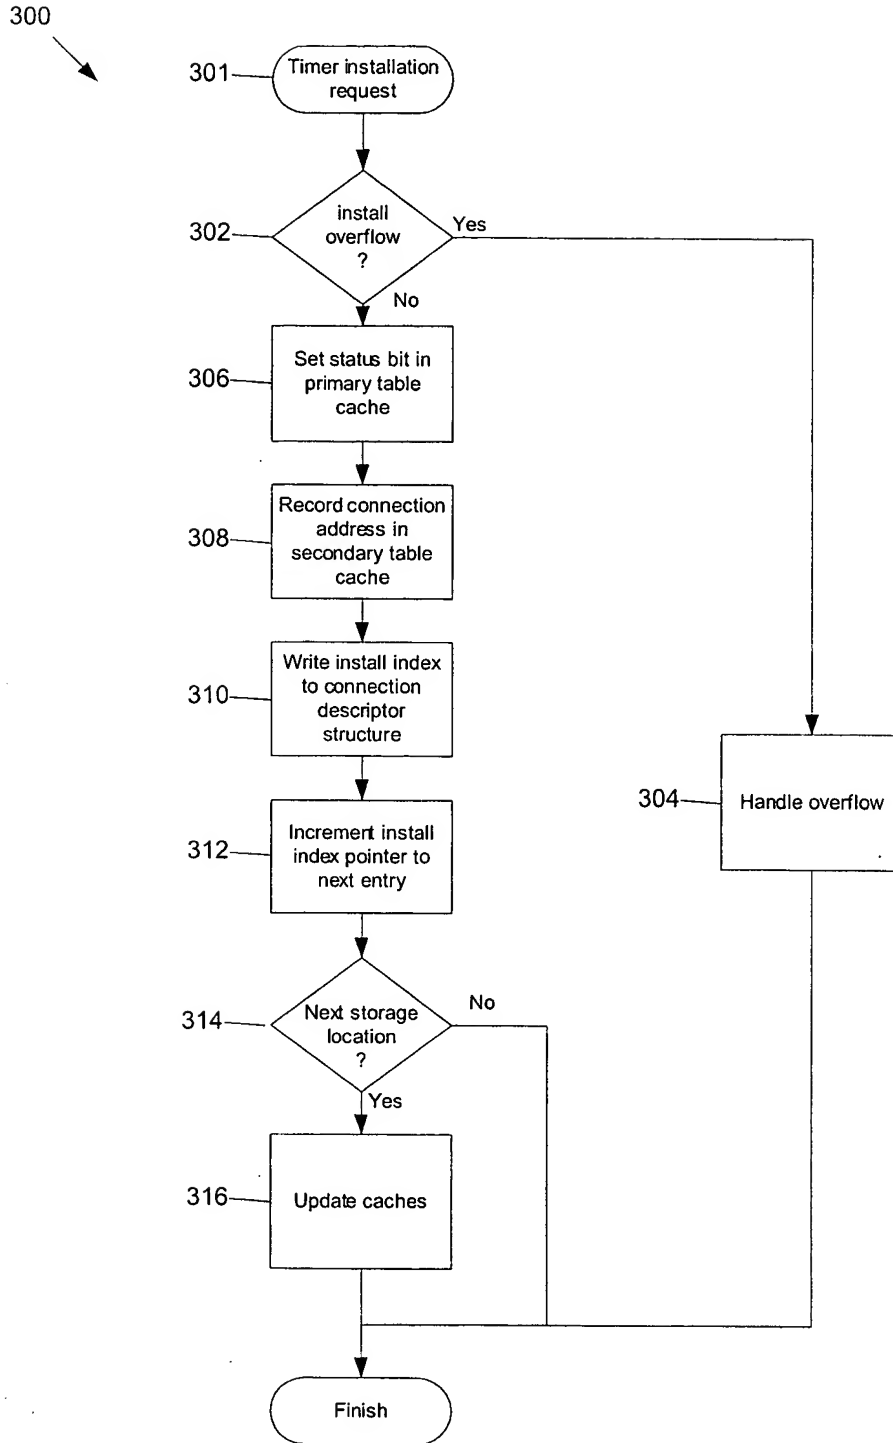 300
301
Timer installation
request
302
install
overflow
?
Yes
No
306
Set status bit in
primary table
cache
308
Record connection
address in
secondary table
cache
310
Write install index
to connection
descriptor
structure
304
Handle overflow
312
Increment install
index pointer to
next entry
314
Next storage
location
?
No
Yes
316
Update caches
Finish